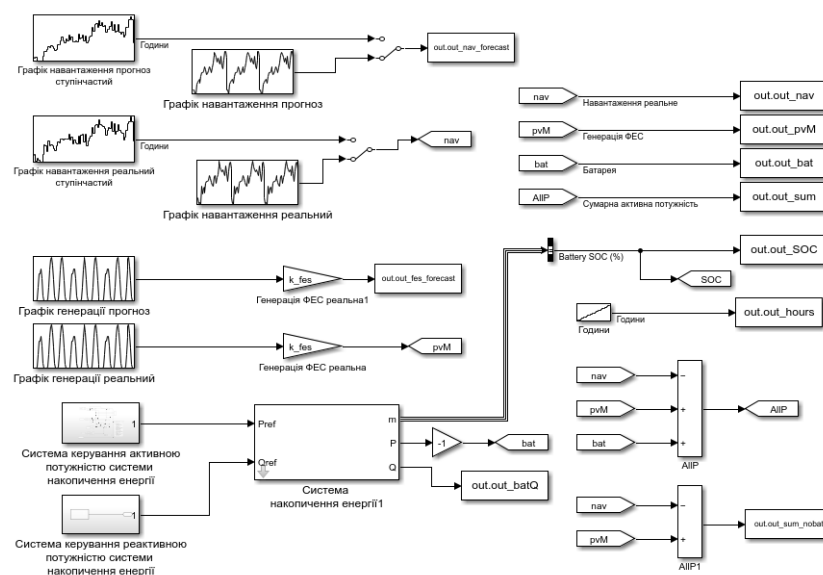 Години
Графік навантаження прогноз
ступінчастий
Графік навантаження прогноз
out.out_nav_forecast
Години
Графік навантаження реальний
ступінчастий
Графік навантаження реальний
nav
nav
Навантаження реальне
out.out_nav
pvM
Генерація ФЕС
out.out_pvM
bat
Батарея
out.out_bat
AllP
Сумарна активна потужність
out.out_sum
Графік генерації прогноз
k_fes
Генерація ФЕС реальна1
out.out_fes_forecast
Графік генерації реальний
k_fes
Генерація ФЕС реальна
pvM
Battery SOC (%)
out.out_SOC
SOC
Години
Години
out.out_hours
1
Система керування активною
потужністю системи
накопичення енергії
1
Система керування реактивною
потужністю системи
накопичення енергії
Pref
Qref
m
P
Q
Система
накопичення енергії1
-1
bat
out.out_batQ
nav
pvM
bat
−
+
+
AllP
AllP
nav
pvM
−
+
AllP1
out.out_sum_nobat